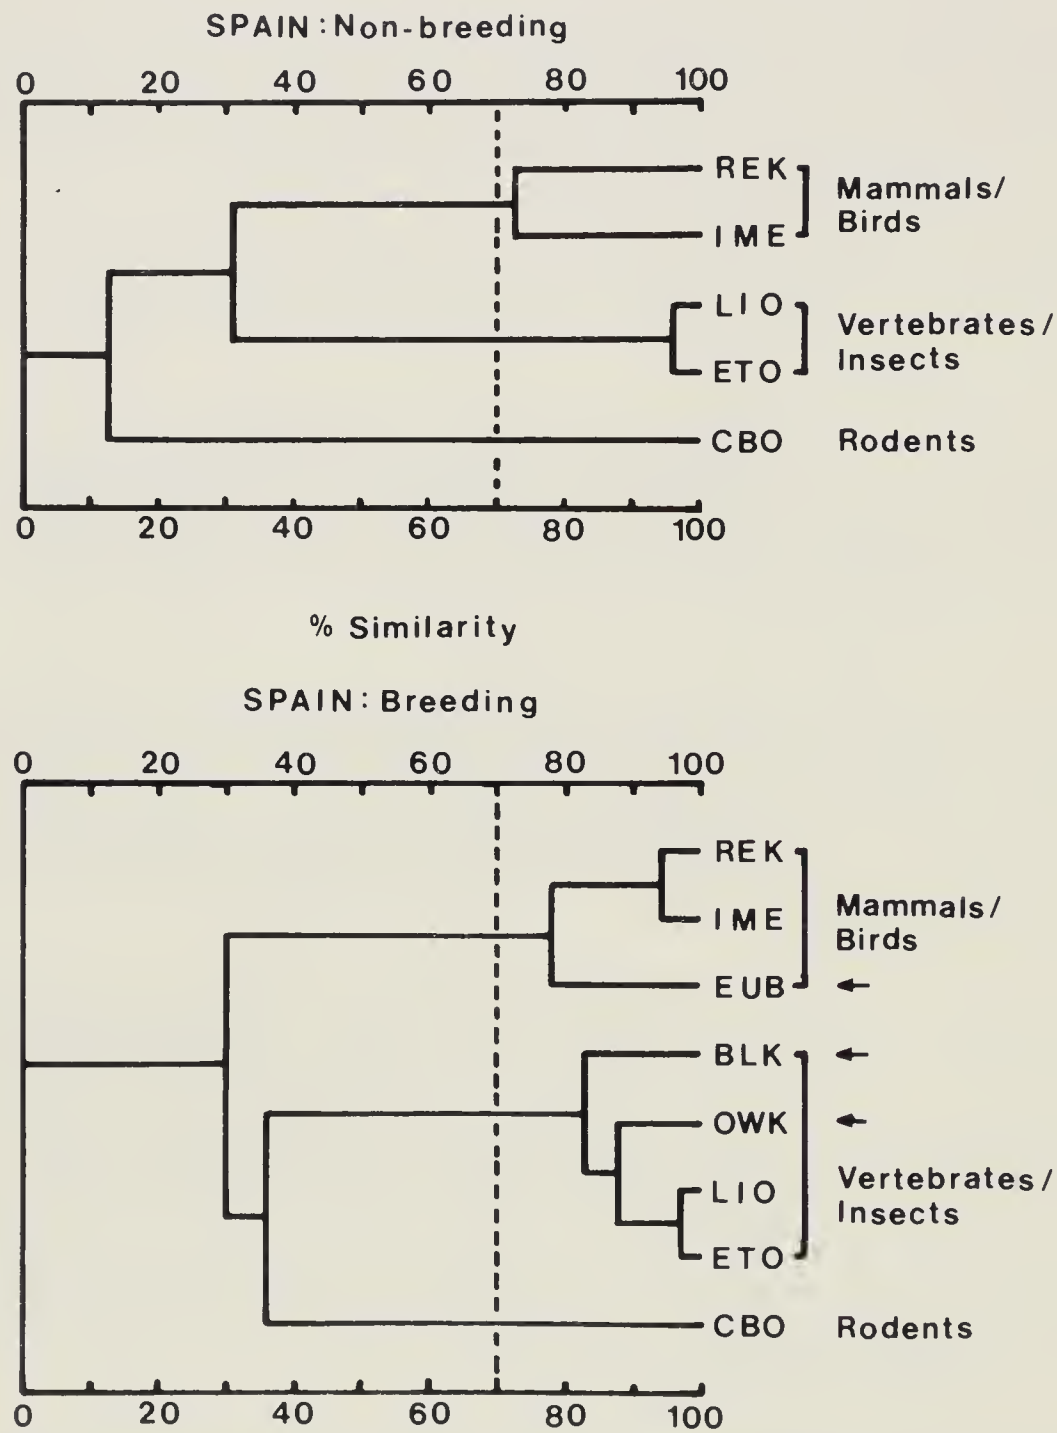 SPAIN: Non-breeding
0 20 40 60 80 100
REK
IME
Mammals/
Birds
LIO
ETO
Vertebrates/
Insects
CBO Rodents
0 20 40 60 80 100
% Similarity
SPAIN: Breeding
0 20 40 60 80 100
REK
IME
EUB
Mammals/
Birds
BLK
OWK
LIO
ETO
Vertebrates/
Insects
CBO Rodents
0 20 40 60 80 100